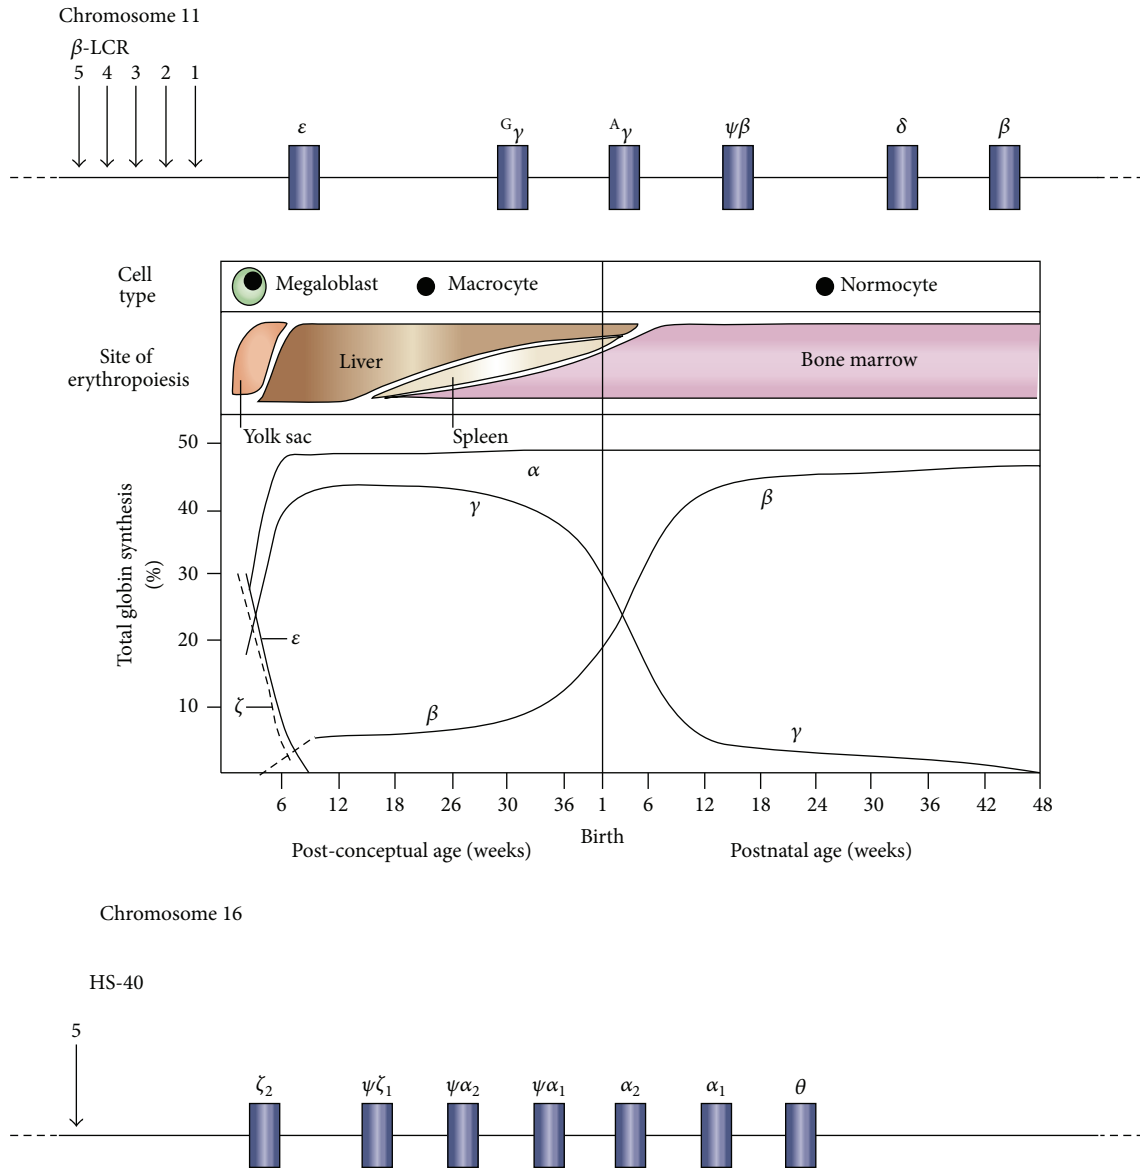 Chromosome 11
β-LCR
5 4 3 2 1
ε Gγ Aγ ψβ δ β
Cell
type
Megaloblast
Macrocyte
Normocyte
Site of
erythropoiesis
Liver
Bone marrow
Yolk sac
Spleen
Total globin synthesis
(%)
50
40
30
20
10
α
γ
β
ε
ζ
β
γ
6 12 18 26 30 36 1 6 12 18 24 30 36 42 48
Birth
Post-conceptual age (weeks)
Postnatal age (weeks)
Chromosome 16
HS-40
5
ζ2 ψζ1 ψα2 ψα1 α2 α1 θ